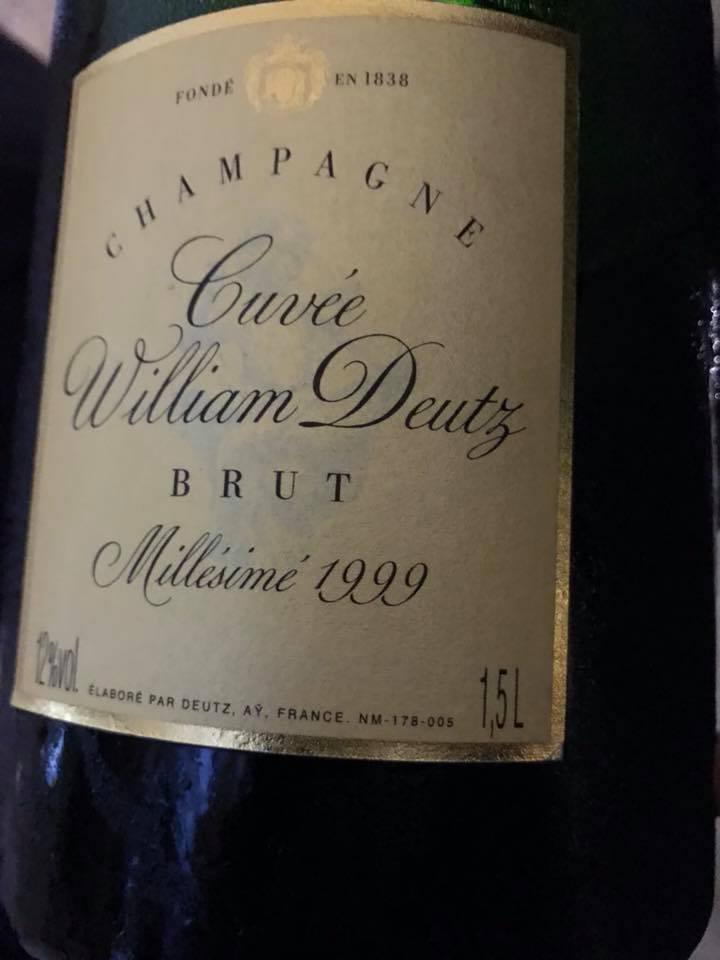 FONDÉ EN 1838
CHAMPAGNE
Cuvée
William Deutz
BRUT
Millésimé 1999
12%vol.
ÉLABORÉ PAR DEUTZ, AŸ, FRANCE. NM-178-005
1,5 L